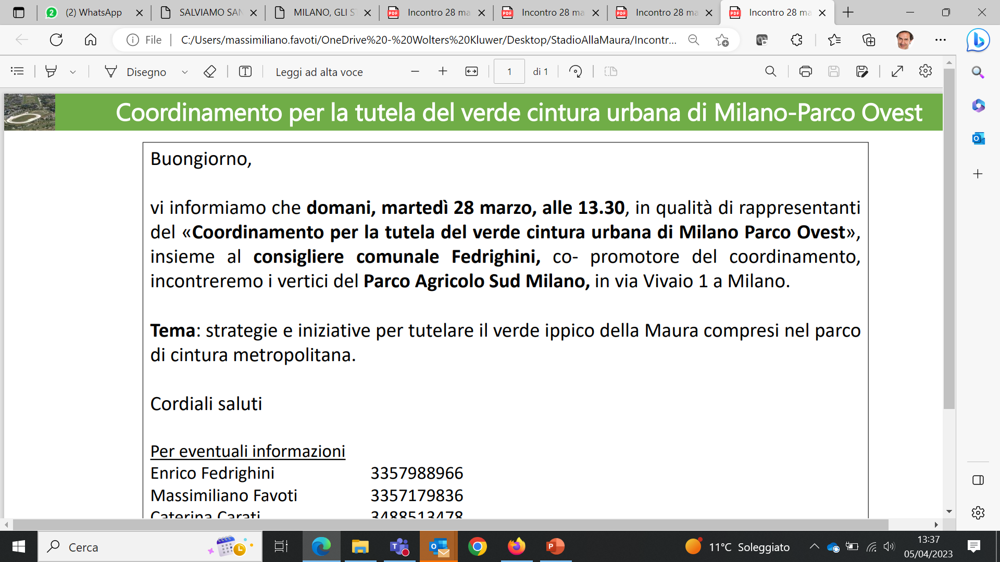 (2) WhatsApp
SALVIAMO SAN
MILANO, GLI ST
Incontro 28 ma
Incontro 28 ma
Incontro 28 ma
Incontro 28 ma
File
C:/Users/massimiliano.favoti/OneDrive%20-%20Wolters%20Kluwer/Desktop/StadioAllaMaura/Incontr...
Disegno
Leggi ad alta voce
1
di 1
Coordinamento per la tutela del verde cintura urbana di Milano-Parco Ovest
Buongiorno,
vi informiamo che domani, martedì 28 marzo, alle 13.30, in qualità di rappresentanti
del «Coordinamento per la tutela del verde cintura urbana di Milano Parco Ovest»,
insieme al consigliere comunale Fedrighini, co- promotore del coordinamento,
incontreremo i vertici del Parco Agricolo Sud Milano, in via Vivaio 1 a Milano.
Tema: strategie e iniziative per tutelare il verde ippico della Maura compresi nel parco
di cintura metropolitana.
Cordiali saluti
Per eventuali informazioni
Enrico Fedrighini 3357988966
Massimiliano Favoti 3357179836
Caterina Carati 3488513478
Cerca
11°C Soleggiato
13:37
05/04/2023